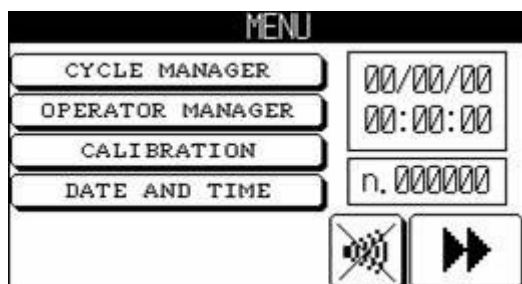 MENU
CYCLE MANAGER
OPERATOR MANAGER
CALIBRATION
DATE AND TIME
00/00/00
00:00:00
n.000000